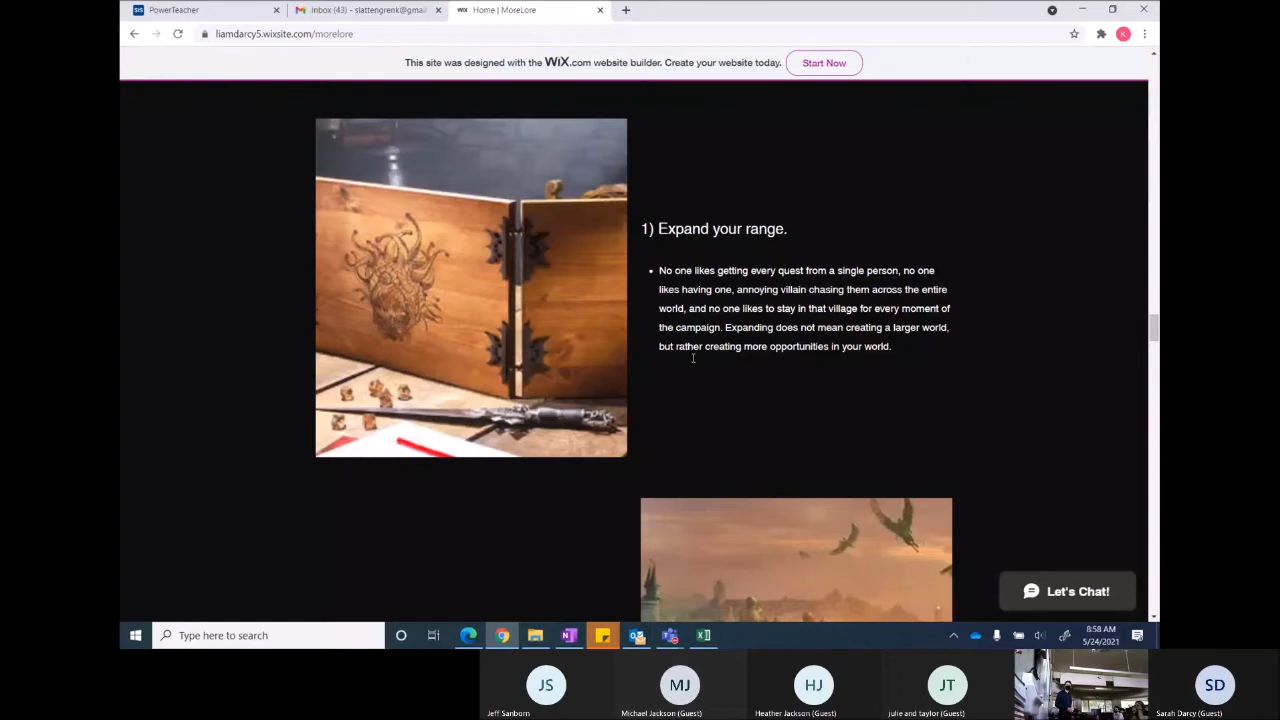 SiS PowerTeacher
Inbox (43) - slattengrenk@gmail
WiX Home | MoreLore
liamdarcy5.wixsite.com/morelore
K
This site was designed with the WiX.com website builder. Create your website today. Start Now
1) Expand your range.
No one likes getting every quest from a single person, no one
likes having one, annoying villain chasing them across the entire
world, and no one likes to stay in that village for every moment of
the campaign. Expanding does not mean creating a larger world,
but rather creating more opportunities in your world.
Let's Chat!
Type here to search
8:58 AM
5/24/2021
JS
MJ
HJ
JT
SD
Jeff Sanborn
Michael Jackson (Guest)
Heather Jackson (Guest)
julie and taylor (Guest)
Sarah Darcy (Guest)